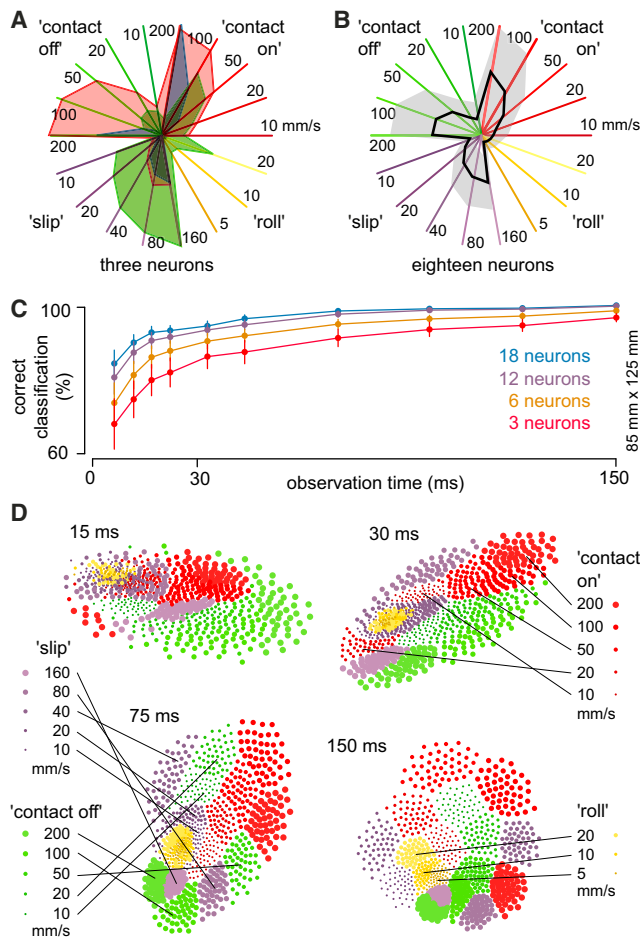 A
'contact off'
20
10
200
100
'contact on'
50
50
20
100
10 mm/s
200
20
10
10
20
'slip'
40
80
160
5
'roll'
three neurons
B
'contact off'
20
10
200
100
'contact on'
50
50
20
100
10 mm/s
200
20
10
10
20
'slip'
40
80
160
5
'roll'
eighteen neurons
C
100
correct classification (%)
60
18 neurons
12 neurons
6 neurons
3 neurons
0
30
150
observation time (ms)
85 mm x 125 mm
D
15 ms
30 ms
'contact on'
200
100
50
20
10
mm/s
'slip'
160
80
40
20
10
mm/s
75 ms
150 ms
'contact off'
200
100
50
20
10
mm/s
'roll'
20
10
5
mm/s